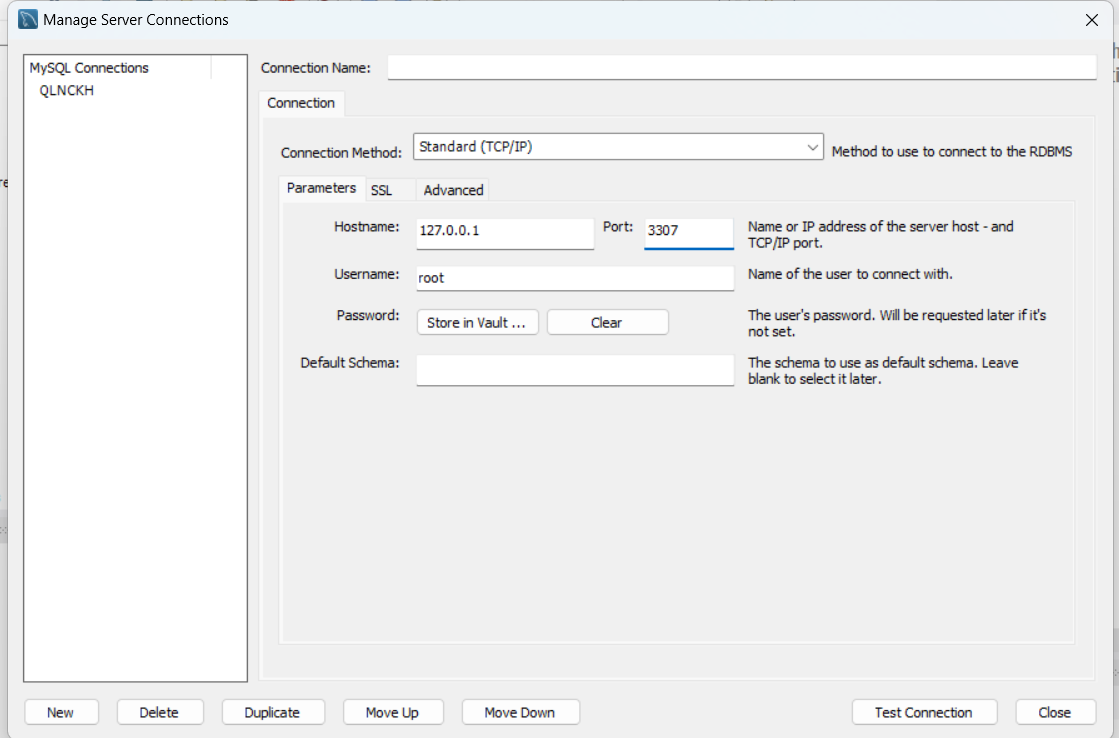 Manage Server Connections
MySQL Connections
QLNCKH
Connection Name:
Connection
Connection Method:
Standard (TCP/IP)
Method to use to connect to the RDBMS
Parameters
SSL
Advanced
Hostname:
127.0.0.1
Port:
3307
Name or IP address of the server host - and
TCP/IP port.
Username:
root
Name of the user to connect with.
Password:
Store in Vault ...
Clear
The user's password. Will be requested later if it's
not set.
Default Schema:
The schema to use as default schema. Leave
blank to select it later.
New
Delete
Duplicate
Move Up
Move Down
Test Connection
Close